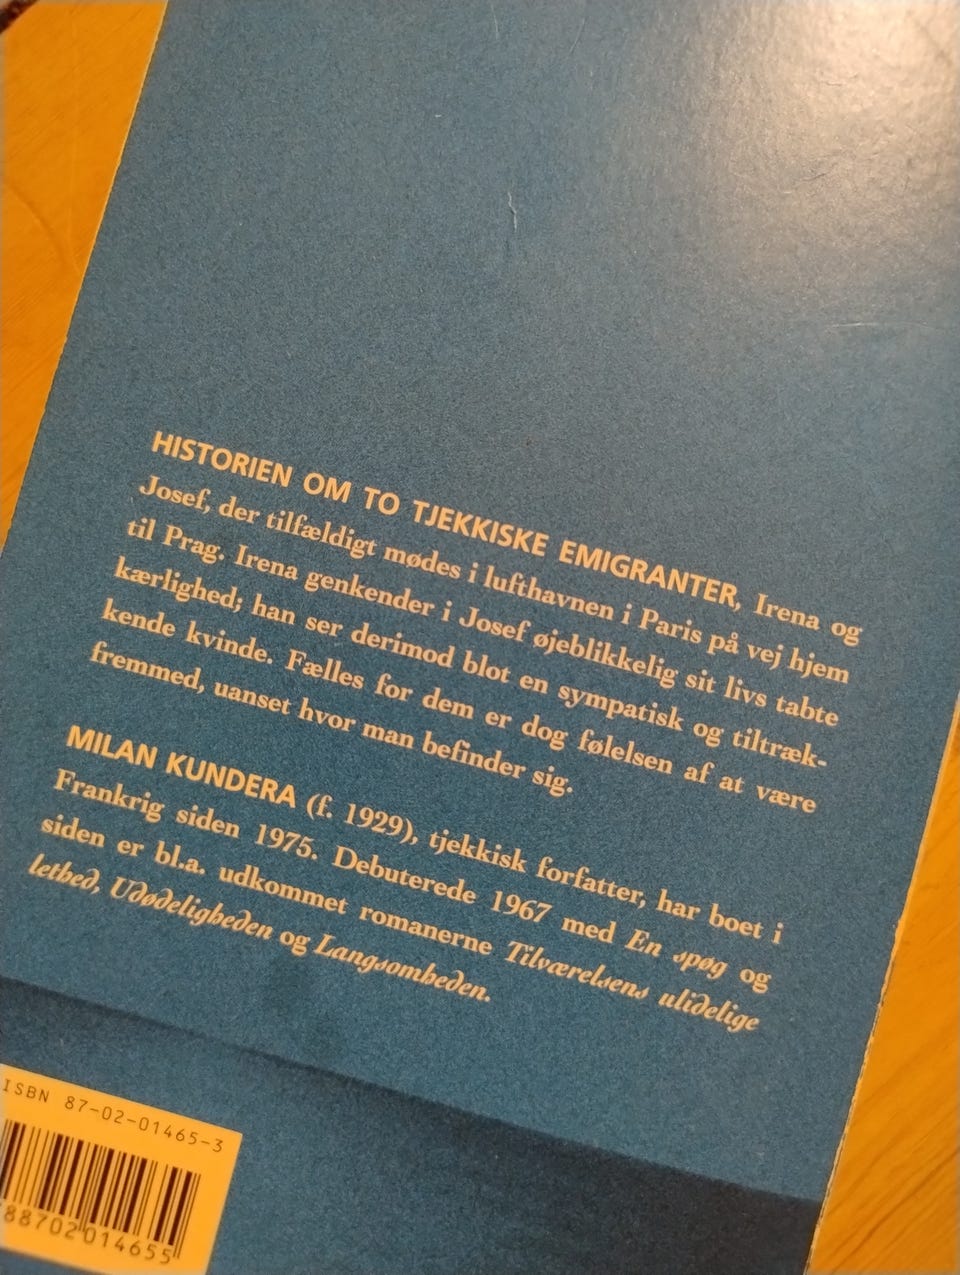 HISTORIEN OM TO TJEKKISKE EMIGRANTER, Irena og
Josef, der tilfældigt mødes i lufthavnen i Paris på vej hjem
til Prag. Irena genkender i Josef øjeblikkelig sit livs tabte
kærlighed; han ser derimod blot en sympatisk og tiltræk-
kende kvinde. Fælles for dem er dog følelsen af at være
fremmed, uanset hvor man befinder sig.
MILAN KUNDERA (f. 1929), tjekkisk forfatter, har boet i
Frankrig siden 1975. Debuterede 1967 med En spøg og
siden er bl.a. udkommet romanerne Tilværelsens ulidelige
lethed, Udødeligheden og Langsomheden.
ISBN 87-02-01465-3
88702014655